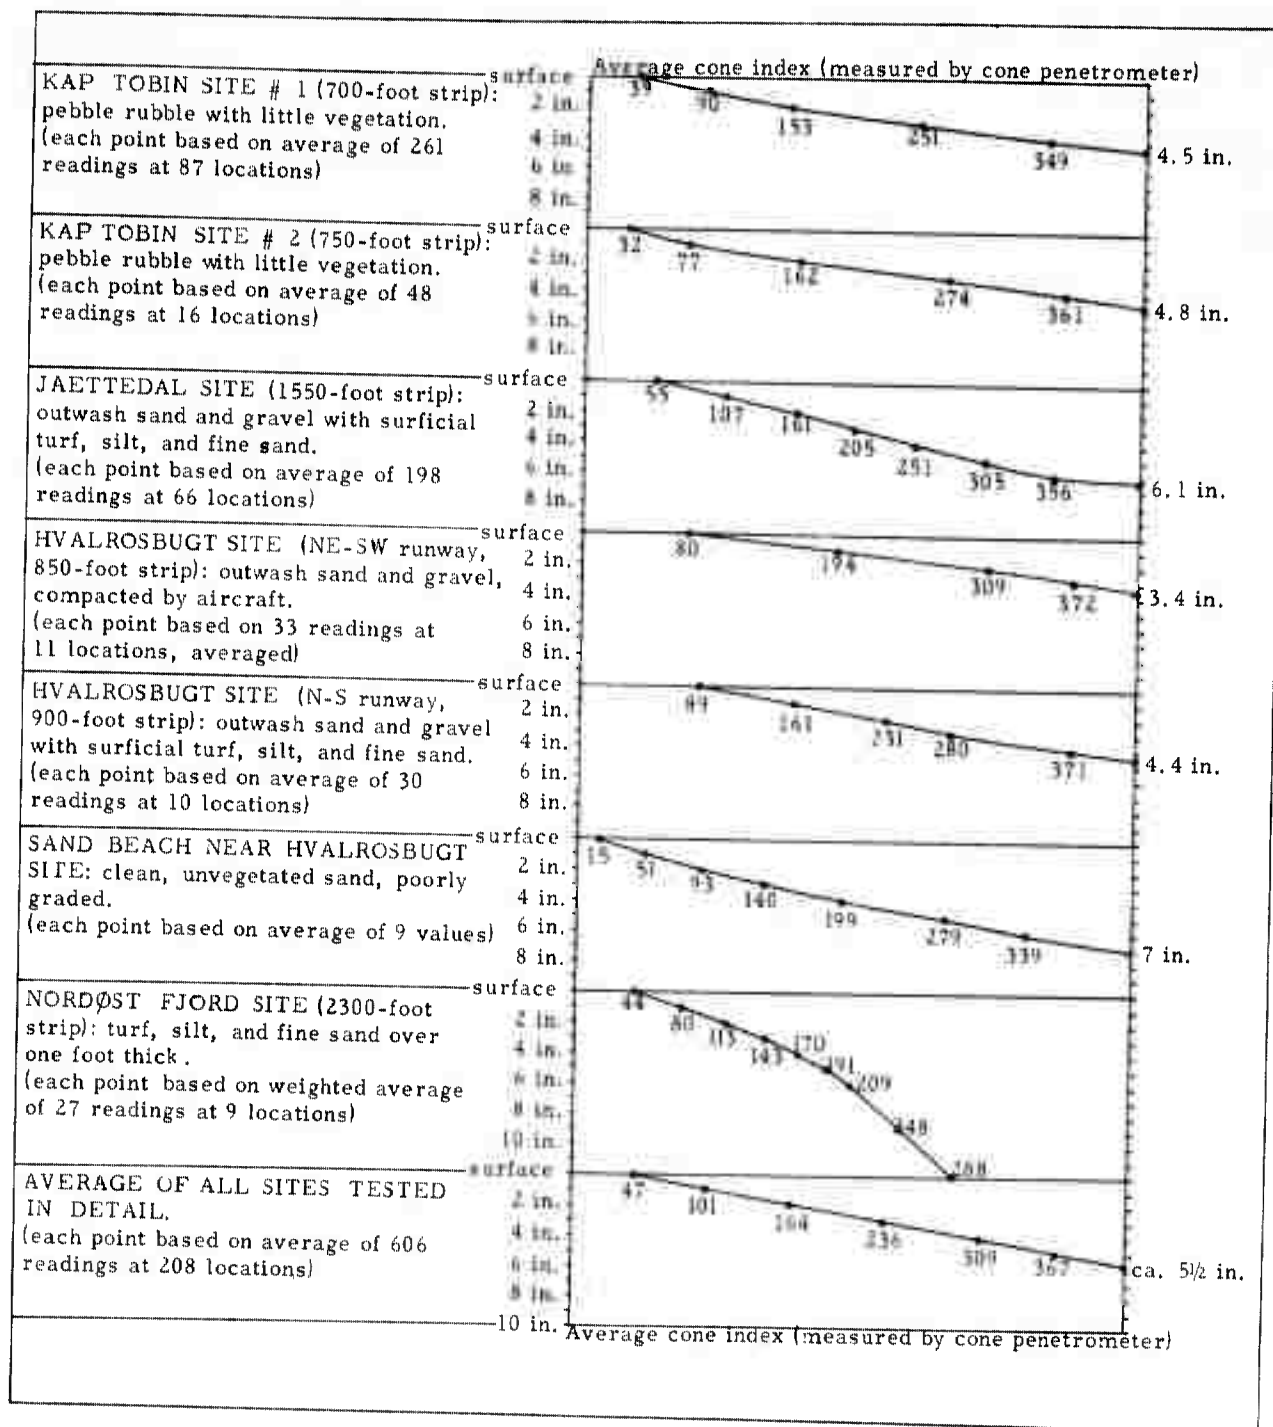 Average cone index (measured by cone penetrometer)
KAP TOBIN SITE # 1 (700-foot strip):
pebble rubble with little vegetation.
(each point based on average of 261
readings at 87 locations)
surface
2 in.
4 in.
6 in
8 in.
39
90
153
251
349
4.5 in.
KAP TOBIN SITE # 2 (750-foot strip):
pebble rubble with little vegetation.
(each point based on average of 48
readings at 16 locations)
surface
2 in.
4 in.
6 in.
8 in.
32
77
162
274
361
4.8 in.
JAETTEDAL SITE (1550-foot strip):
outwash sand and gravel with surficial
turf, silt, and fine sand.
(each point based on average of 198
readings at 66 locations)
surface
2 in.
4 in.
6 in.
8 in.
55
107
161
205
251
305
356
6.1 in.
HVALROSBUGT SITE (NE-SW runway,
850-foot strip): outwash sand and gravel,
compacted by aircraft.
(each point based on 33 readings at
11 locations, averaged)
surface
2 in.
4 in.
6 in.
8 in.
80
194
309
372
3.4 in.
HVALROSBUGT SITE (N-S runway,
900-foot strip): outwash sand and gravel
with surficial turf, silt, and fine sand.
(each point based on average of 30
readings at 10 locations)
surface
2 in.
4 in.
6 in.
8 in.
89
161
231
280
371
4.4 in.
SAND BEACH NEAR HVALROSBUGT
SITE: clean, unvegetated sand, poorly
graded.
(each point based on average of 9 values)
surface
2 in.
4 in.
6 in.
8 in.
15
51
93
140
199
279
339
7 in.
NORDØST FJORD SITE (2300-foot
strip): turf, silt, and fine sand over
one foot thick.
(each point based on weighted average
of 27 readings at 9 locations)
surface
2 in.
4 in.
6 in.
8 in.
10 in.
44
80
115
143
170
191
209
248
288
AVERAGE OF ALL SITES TESTED
IN DETAIL.
(each point based on average of 606
readings at 208 locations)
surface
2 in.
4 in.
6 in.
8 in.
10 in.
47
101
164
236
309
367
ca. 5½ in.
Average cone index (measured by cone penetrometer)